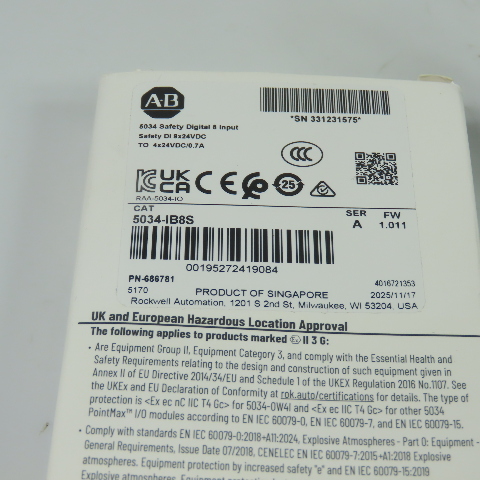 A-B
*SN 331231575*
5034 Safety Digital 8 Input
Safety DI 8x24VDC
TO 4x24VDC/0.7A
CCC
UK CA CE 25
RAA-5034-IO
CAT
5034-IB8S
SER
A
FW
1.011
00195272419084
PN-686781
4016721353
5170
PRODUCT OF SINGAPORE
2025/11/17
Rockwell Automation, 1201 S 2nd St, Milwaukee, WI 53204, USA
UK and European Hazardous Location Approval
The following applies to products marked II 3 G:
• Are Equipment Group II, Equipment Category 3, and comply with the Essential Health and
Safety Requirements relating to the design and construction of such equipment given in
Annex II of EU Directive 2014/34/EU and Schedule 1 of the UKEX Regulation 2016 No.1107. See
the UKEX and EU Declaration of Conformity at rok.auto/certifications for details. The type of
protection is <Ex ec nC IIC T4 Gc> for 5034-OW4I and <Ex ec IIC T4 Gc> for other 5034
PointMax™ I/O modules according to EN IEC 60079-0, EN IEC 60079-7, and EN IEC 60079-15.
• Comply with standards EN IEC 60079-0:2018+A11:2024, Explosive Atmospheres - Part 0: Equipment -
General Requirements, Issue Date 07/2018, CENELEC EN IEC 60079-7:2015+A1:2018 Explosive
atmospheres. Equipment protection by increased safety "e" and EN IEC 60079-15:2019